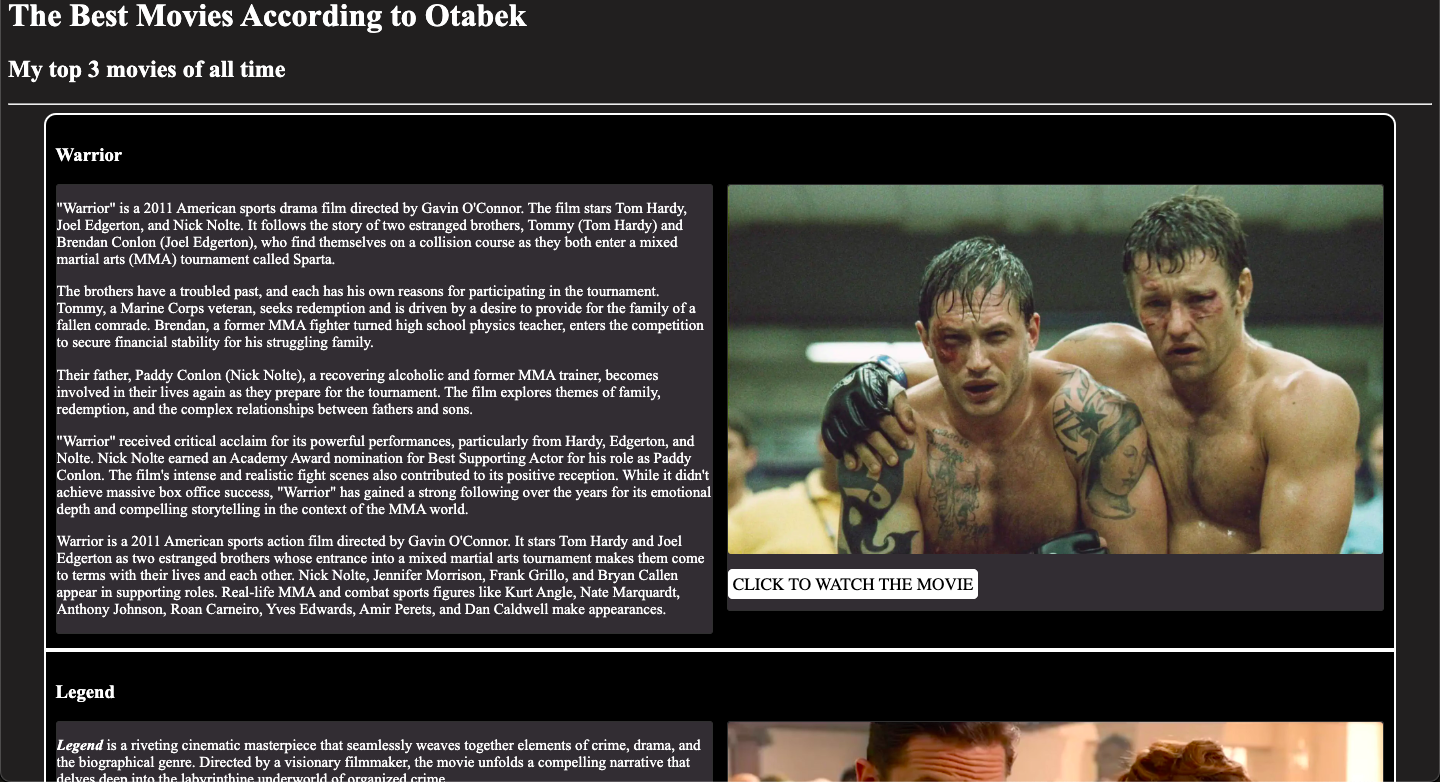 The Best Movies According to Otabek
My top 3 movies of all time
Warrior
"Warrior" is a 2011 American sports drama film directed by Gavin O'Connor. The film stars Tom Hardy,
Joel Edgerton, and Nick Nolte. It follows the story of two estranged brothers, Tommy (Tom Hardy) and
Brendan Conlon (Joel Edgerton), who find themselves on a collision course as they both enter a mixed
martial arts (MMA) tournament called Sparta.
The brothers have a troubled past, and each has his own reasons for participating in the tournament.
Tommy, a Marine Corps veteran, seeks redemption and is driven by a desire to provide for the family of a
fallen comrade. Brendan, a former MMA fighter turned high school physics teacher, enters the competition
to secure financial stability for his struggling family.
Their father, Paddy Conlon (Nick Nolte), a recovering alcoholic and former MMA trainer, becomes
involved in their lives again as they prepare for the tournament. The film explores themes of family,
redemption, and the complex relationships between fathers and sons.
"Warrior" received critical acclaim for its powerful performances, particularly from Hardy, Edgerton, and
Nolte. Nick Nolte earned an Academy Award nomination for Best Supporting Actor for his role as Paddy
Conlon. The film's intense and realistic fight scenes also contributed to its positive reception. While it didn't
achieve massive box office success, "Warrior" has gained a strong following over the years for its emotional
depth and compelling storytelling in the context of the MMA world.
Warrior is a 2011 American sports action film directed by Gavin O'Connor. It stars Tom Hardy and Joel
Edgerton as two estranged brothers whose entrance into a mixed martial arts tournament makes them come
to terms with their lives and each other. Nick Nolte, Jennifer Morrison, Frank Grillo, and Bryan Callen
appear in supporting roles. Real-life MMA and combat sports figures like Kurt Angle, Nate Marquardt,
Anthony Johnson, Roan Carneiro, Yves Edwards, Amir Perets, and Dan Caldwell make appearances.
CLICK TO WATCH THE MOVIE
Legend
Legend is a riveting cinematic masterpiece that seamlessly weaves together elements of crime, drama, and
the biographical genre. Directed by a visionary filmmaker, the movie unfolds a compelling narrative that
delves deep into the labyrinthine underworld of organized crime.